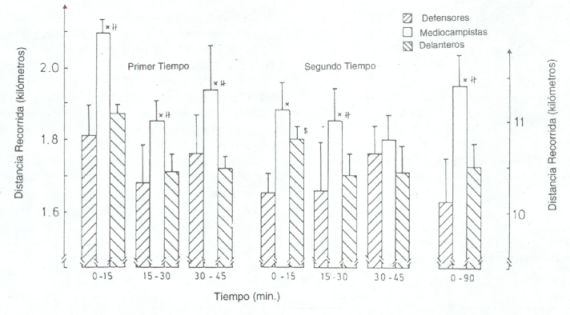 Defensores
Mediocampistas
Delanteros
Primer Tiempo
Segundo Tiempo
Distancia Recorrida (kilómetros)
2.0
1.8
1.6
* #
* #
* #
*
$
* #
* #
11
10
Distancia Recorrida (kilómetros)
0-15
15-30
30-45
0-15
15-30
30-45
0-90
Tiempo (min.)